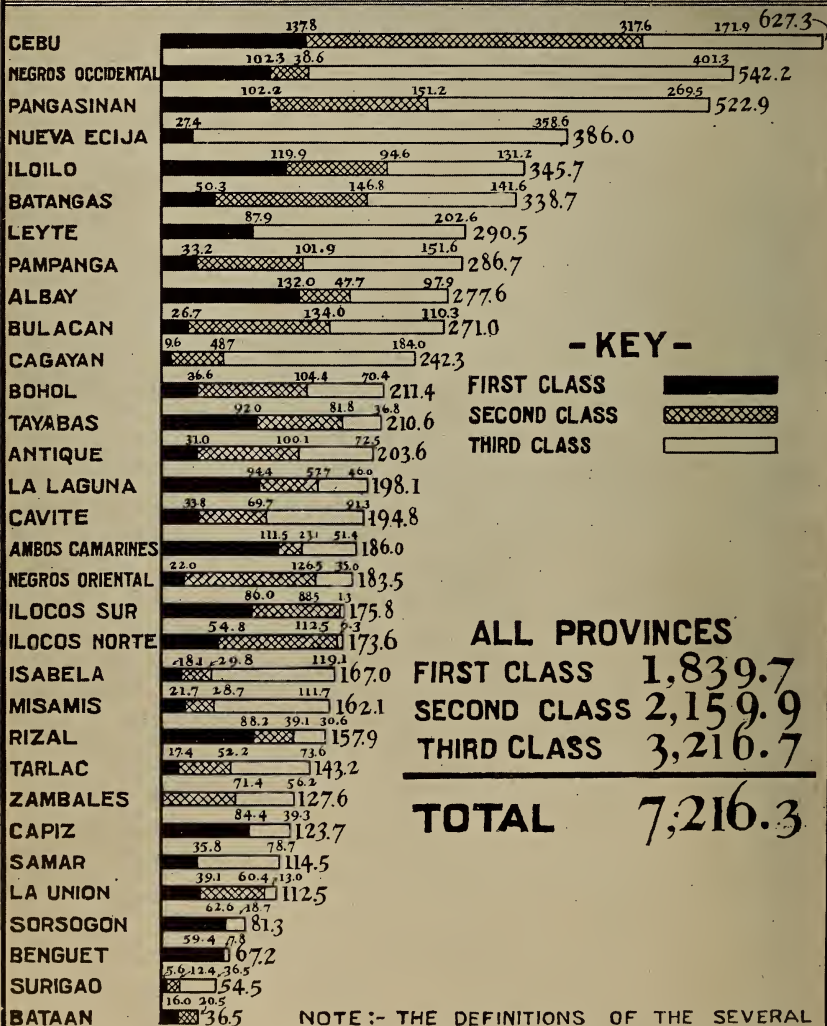 137.8 317.6 171.9 627.3
CEBU
102.3 38.6 401.3
NEGROS OCCIDENTAL 542.2
102.2 151.2 269.5
PANGASINAN 522.9
27.4 358.6
NUEVA ECIJA 386.0
119.9 94.6 131.2
ILOILO 345.7
50.3 146.8 141.6
BATANGAS 338.7
87.9 202.6
LEYTE 290.5
33.2 101.9 151.6
PAMPANGA 286.7
132.0 47.7 97.9
ALBAY 277.6
26.7 134.0 110.3
BULACAN 271.0
9.6 487 184.0
CAGAYAN 242.3
36.6 104.4 70.4
BOHOL 211.4
92.0 81.8 36.8
TAYABAS 210.6
31.0 100.1 72.5
ANTIQUE 203.6
94.4 57.7 46.0
LA LAGUNA 198.1
33.8 69.7 91.3
CAVITE 194.8
111.5 23.1 51.4
AMBOS CAMARINES 186.0
22.0 126.5 35.0
NEGROS ORIENTAL 183.5
86.0 88.5 1.3
ILOCOS SUR 175.8
54.8 112.5 6.3
ILOCOS NORTE 173.6
18.1 29.8 119.1
ISABELA 167.0
21.7 28.7 111.7
MISAMIS 162.1
88.2 39.1 30.6
RIZAL 157.9
17.4 52.2 73.6
TARLAC 143.2
71.4 56.2
ZAMBALES 127.6
84.4 39.3
CAPIZ 123.7
35.8 78.7
SAMAR 114.5
39.1 60.4 13.0
LA UNION 112.5
62.6 18.7
SORSOGON 81.3
59.4 7.8
BENGUET 67.2
5.6 12.4 36.5
SURIGAO 54.5
16.0 20.5
BATAAN 36.5
- KEY -
FIRST CLASS
SECOND CLASS
THIRD CLASS
ALL PROVINCES
FIRST CLASS 1,839.7
SECOND CLASS 2,159.9
THIRD CLASS 3,216.7
TOTAL 7,216.3
NOTE:- THE DEFINITIONS OF THE SEVERAL